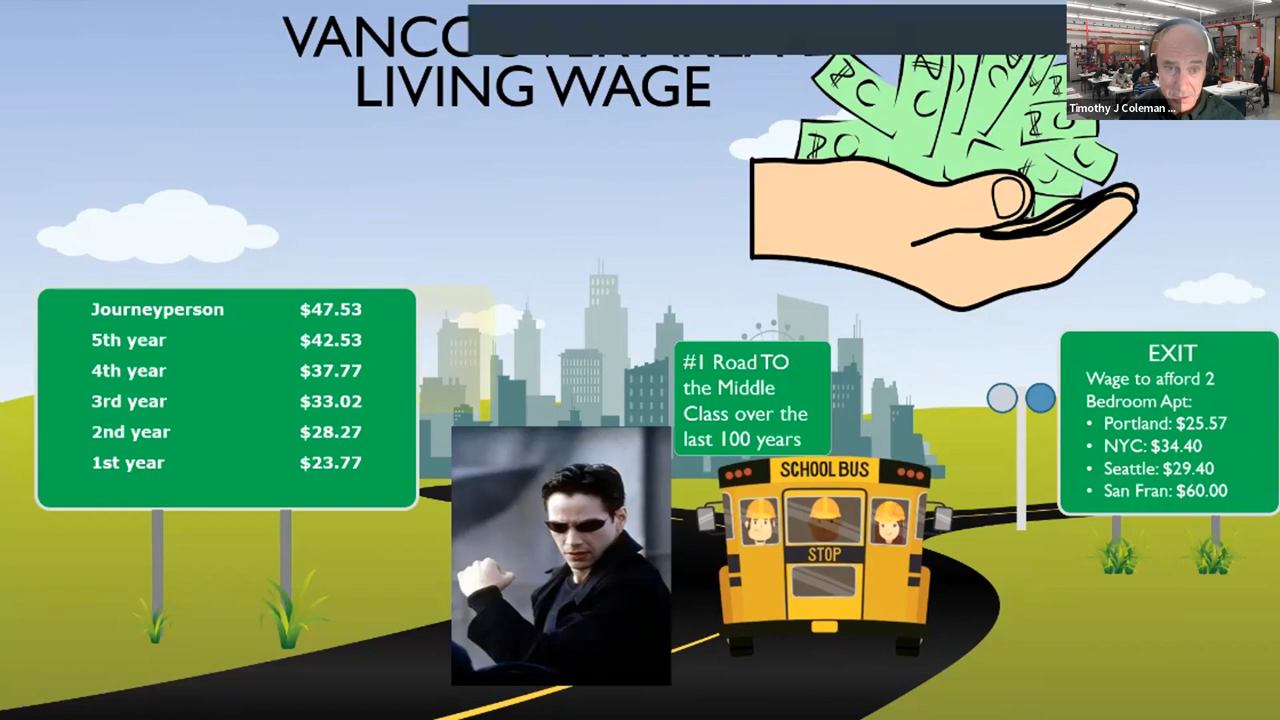 VANCOUVER AREA
LIVING WAGE
Timothy J Coleman ...
Journeyperson $47.53
5th year $42.53
4th year $37.77
3rd year $33.02
2nd year $28.27
1st year $23.77
#1 Road TO
the Middle
Class over the
last 100 years
SCHOOL BUS
STOP
EXIT
Wage to afford 2
Bedroom Apt:
• Portland: $25.57
• NYC: $34.40
• Seattle: $29.40
• San Fran: $60.00